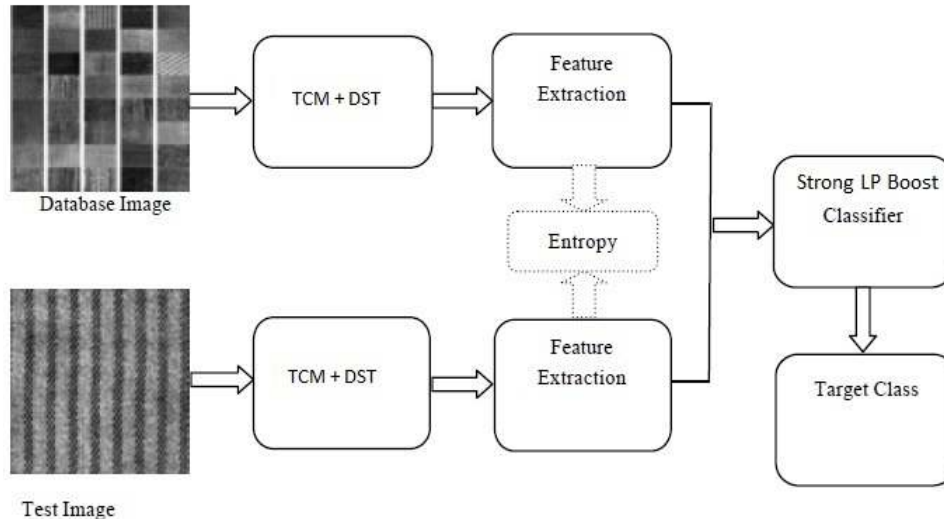 Database Image
TCM + DST
Feature
Extraction
Entropy
Strong LP Boost
Classifier
Test Image
TCM + DST
Feature
Extraction
Target Class